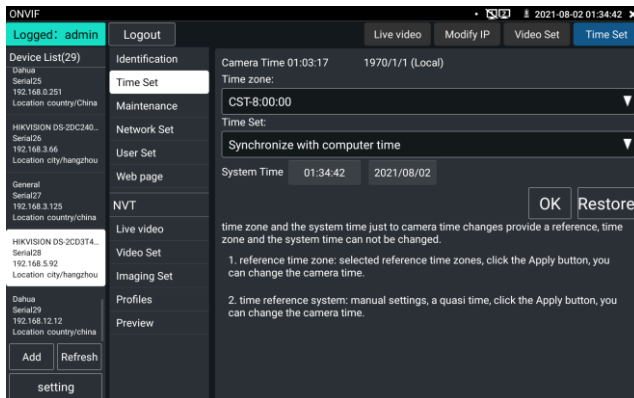 ONVIF
2021-08-02 01:34:42
Logged: admin
Logout
Live video
Modify IP
Video Set
Time Set
Device List(29)
Dahua
Serial25
192.168.0.251
Location country/China
HIKVISION DS-2DC240...
Serial26
192.168.3.66
Location city/hangzhou
General
Serial27
192.168.3.125
Location country/china
HIKVISION DS-2CD3T4...
Serial28
192.168.5.92
Location city/hangzhou
Dahua
Serial29
192.168.12.12
Location country/china
Add
Refresh
setting
Identification
Time Set
Maintenance
Network Set
User Set
Web page
NVT
Live video
Video Set
Imaging Set
Profiles
Preview
Camera Time 01:03:17 1970/1/1 (Local)
Time zone:
CST-8:00:00
Time Set:
Synchronize with computer time
System Time 01:34:42 2021/08/02
OK
Restore
time zone and the system time just to camera time changes provide a reference, time
zone and the system time can not be changed.
1. reference time zone: selected reference time zones, click the Apply button, you
can change the camera time.
2. time reference system: manual settings, a quasi time, click the Apply button, you
can change the camera time.